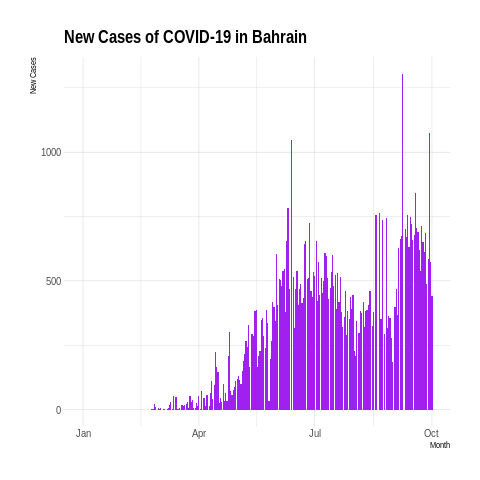 New Cases of COVID-19 in Bahrain
New Cases
1000
500
0
Jan
Apr
Jul
Oct
Month